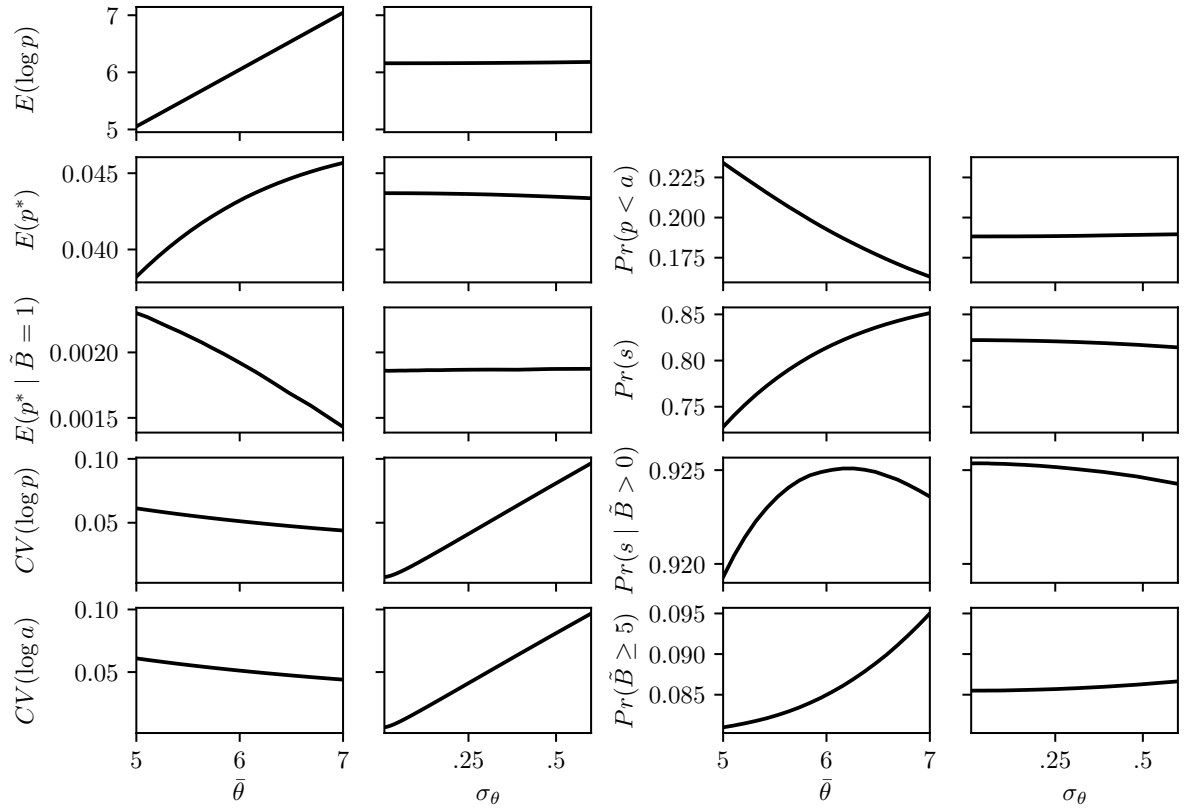 E(log p)
7
6
5
E(p*)
0.045
0.040
Pr(p < a)
0.225
0.200
0.175
E(p* | B̃ = 1)
0.0020
0.0015
Pr(s)
0.85
0.80
0.75
CV(log p)
0.10
0.05
Pr(s | B̃ > 0)
0.925
0.920
CV(log a)
0.10
0.05
Pr(B̃ ≥ 5)
0.095
0.090
0.085
5 6 7 .25 .5 5 6 7 .25 .5
θ̄ σ_θ θ̄ σ_θ